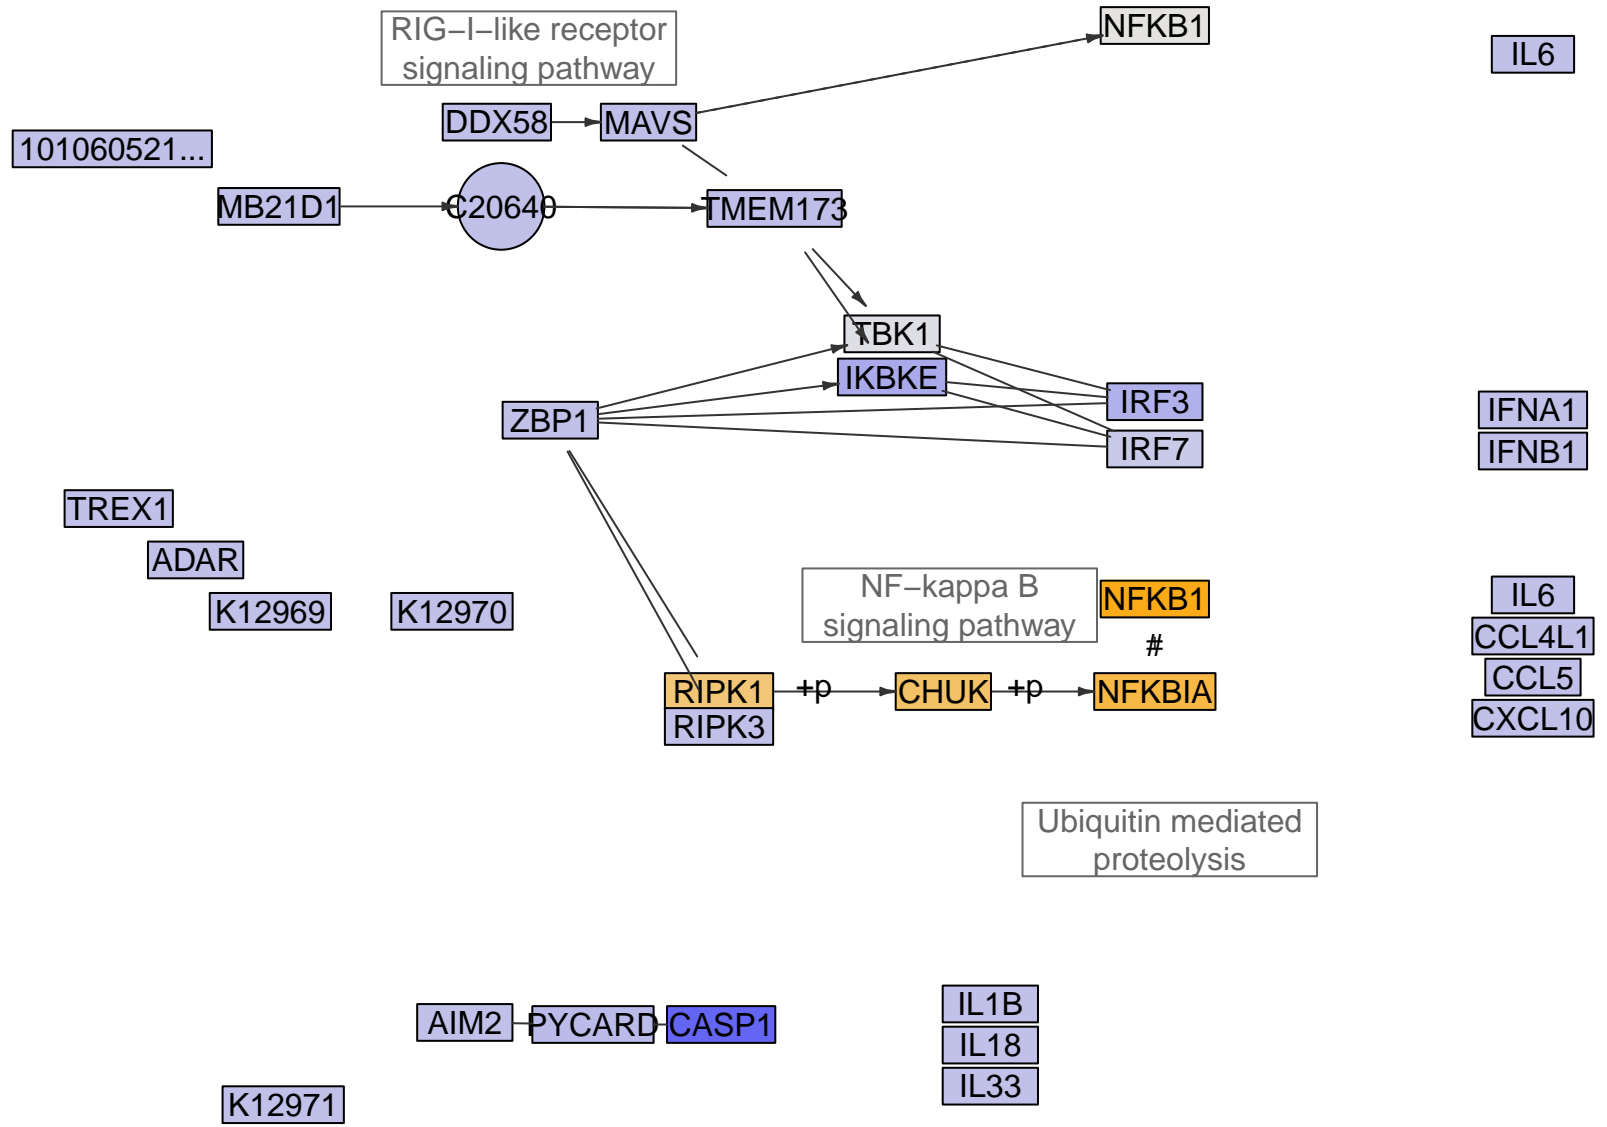 RIG–I–like receptor
signaling pathway
NFKB1
IL6
DDX58
MAVS
101060521...
MB21D1
C20640
TMEM173
TBK1
IKBKE
ZBP1
IRF3
IRF7
IFNA1
IFNB1
TREX1
ADAR
K12969
K12970
NF–kappa B
signaling pathway
NFKB1
#
IL6
CCL4L1
CCL5
CXCL10
RIPK1
+p
CHUK
+p
NFKBIA
RIPK3
Ubiquitin mediated
proteolysis
AIM2
PYCARD
CASP1
IL1B
IL18
IL33
K12971